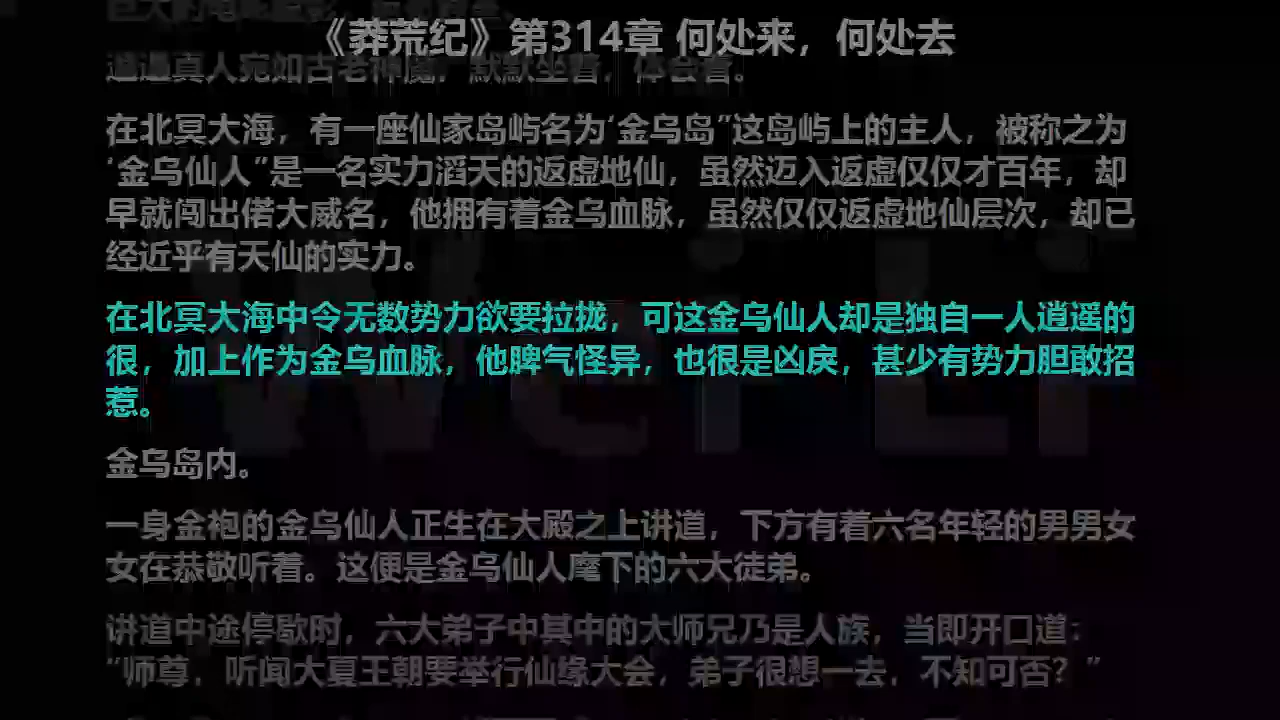 《莽荒纪》第314章 何处来，何处去
遁真人宛如古老神魔，默默坐着，体会着。
在北冥大海，有一座仙家岛屿名为‘金乌岛”这岛屿上的主人，被称之为
‘金乌仙人”是一名实力滔天的返虚地仙，虽然迈入返虚仅仅才百年，却
早就闯出偌大威名，他拥有着金乌血脉，虽然仅仅返虚地仙层次，却已
经近乎有天仙的实力。
在北冥大海中令无数势力欲要拉拢，可这金乌仙人却是独自一人逍遥的
很，加上作为金乌血脉，他脾气怪异，也很是凶戾，甚少有势力胆敢招
惹。
金乌岛内。
一身金袍的金乌仙人正生在大殿之上讲道，下方有着六名年轻的男男女
女在恭敬听着。这便是金乌仙人麾下的六大徒弟。
讲道中途停歇时，六大弟子中其中的大师兄乃是人族，当即开口道：
“师尊，听闻大夏王朝要举行仙缘大会，弟子很想一去，不知可否？”